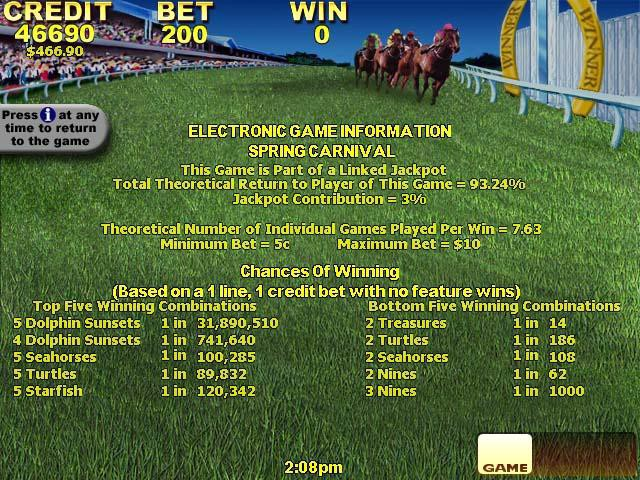 CREDIT BET WIN
46690 200 0
$466.90
WINNER WINNER
Press i at any
time to return
to the game
ELECTRONIC GAME INFORMATION
SPRING CARNIVAL
This Game is Part of a Linked Jackpot
Total Theoretical Return to Player of This Game = 93.24%
Jackpot Contribution = 3%
Theoretical Number of Individual Games Played Per Win = 7.63
Minimum Bet = 5c Maximum Bet = $10
Chances Of Winning
(Based on a 1 line, 1 credit bet with no feature wins)
Top Five Winning Combinations Bottom Five Winning Combinations
5 Dolphin Sunsets 1 in 31,890,510 2 Treasures 1 in 14
4 Dolphin Sunsets 1 in 741,640 2 Turtles 1 in 186
5 Seahorses 1 in 100,285 2 Seahorses 1 in 108
5 Turtles 1 in 89,832 2 Nines 1 in 62
5 Starfish 1 in 120,342 3 Nines 1 in 1000
2:08pm
GAME